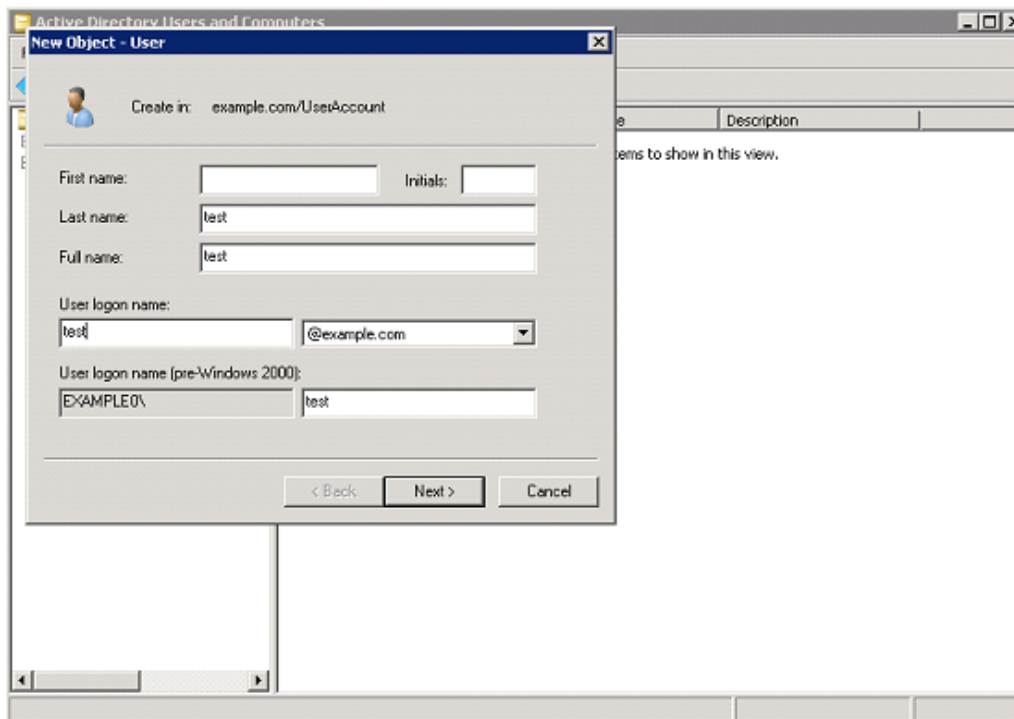 Active Directory Users and Computers
New Object - User
Create in: example.com/UserAccount
Description
tems to show in this view.
First name:
Initials:
Last name: test
Full name: test
User logon name:
test @example.com
User logon name (pre-Windows 2000):
EXAMPLE0\ test
< Back Next > Cancel